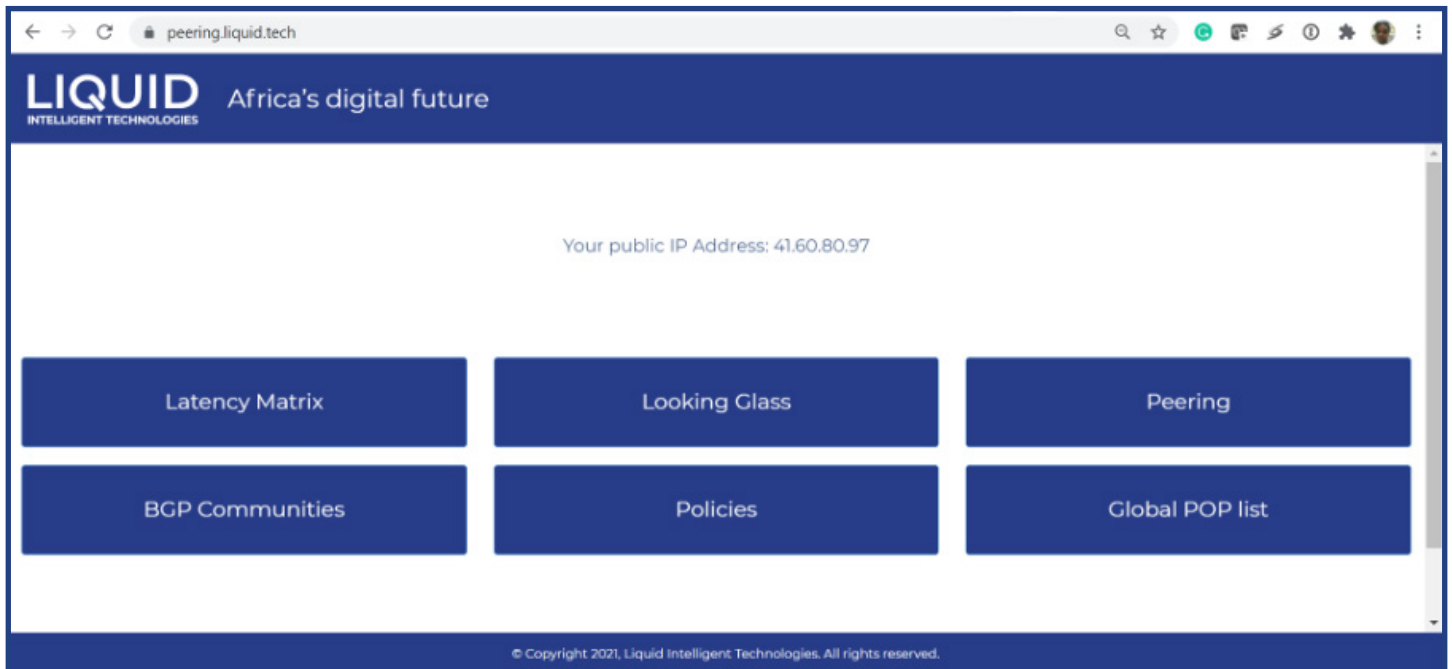 peering.liquid.tech
LIQUID
INTELLIGENT TECHNOLOGIES
Africa's digital future
Your public IP Address: 41.60.80.97
Latency Matrix
Looking Glass
Peering
BGP Communities
Policies
Global POP list
© Copyright 2021, Liquid Intelligent Technologies. All rights reserved.